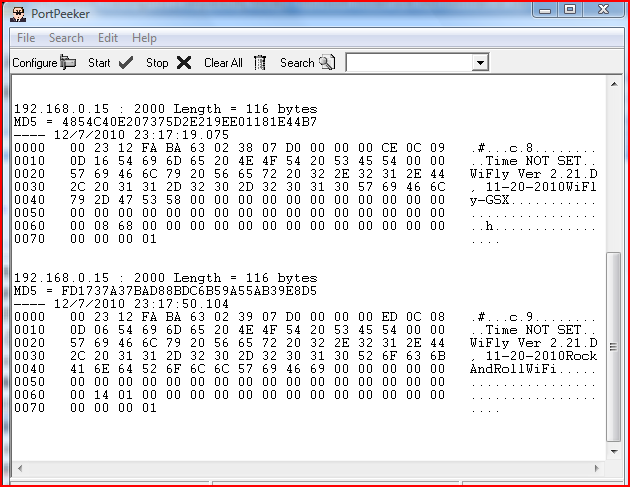 PortPeeker
File Search Edit Help
Configure Start Stop Clear All Search
192.168.0.15 : 2000 Length = 116 bytes
MD5 = 4854C40E207375D2E219EE01181E44B7
---- 12/7/2010 23:17:19.075
0000 00 23 12 FA BA 63 02 38 07 D0 00 00 00 CE 0C 09 .#...c.8........
0010 0D 16 54 69 6D 65 20 4E 4F 54 20 53 45 54 00 00 ..Time NOT SET..
0020 57 69 46 6C 79 20 56 65 72 20 32 2E 32 31 2E 44 WiFly Ver 2.21.D
0030 2C 20 31 31 2D 32 30 2D 32 30 31 30 57 69 46 6C , 11-20-2010WiFl
0040 79 2D 47 53 58 00 00 00 00 00 00 00 00 00 00 00 y-GSX...........
0050 00 00 00 00 00 00 00 00 00 00 00 00 00 00 00 00 ................
0060 00 08 68 00 00 00 00 00 00 00 00 00 00 00 00 00 ..h.............
0070 00 00 00 01 ....
192.168.0.15 : 2000 Length = 116 bytes
MD5 = FD1737A37BAD88BDC6B59A55AB39E8D5
---- 12/7/2010 23:17:50.104
0000 00 23 12 FA BA 63 02 39 07 D0 00 00 00 ED 0C 08 .#...c.9........
0010 0D 06 54 69 6D 65 20 4E 4F 54 20 53 45 54 00 00 ..Time NOT SET..
0020 57 69 46 6C 79 20 56 65 72 20 32 2E 32 31 2E 44 WiFly Ver 2.21.D
0030 2C 20 31 31 2D 32 30 2D 32 30 31 30 52 6F 63 6B , 11-20-2010Rock
0040 41 6E 64 52 6F 6C 6C 57 69 46 69 00 00 00 00 00 AndRollWiFi.....
0050 00 00 00 00 00 00 00 00 00 00 00 00 00 00 00 00 ................
0060 00 14 01 00 00 00 00 00 00 00 00 00 00 00 00 00 ................
0070 00 00 00 01 ....